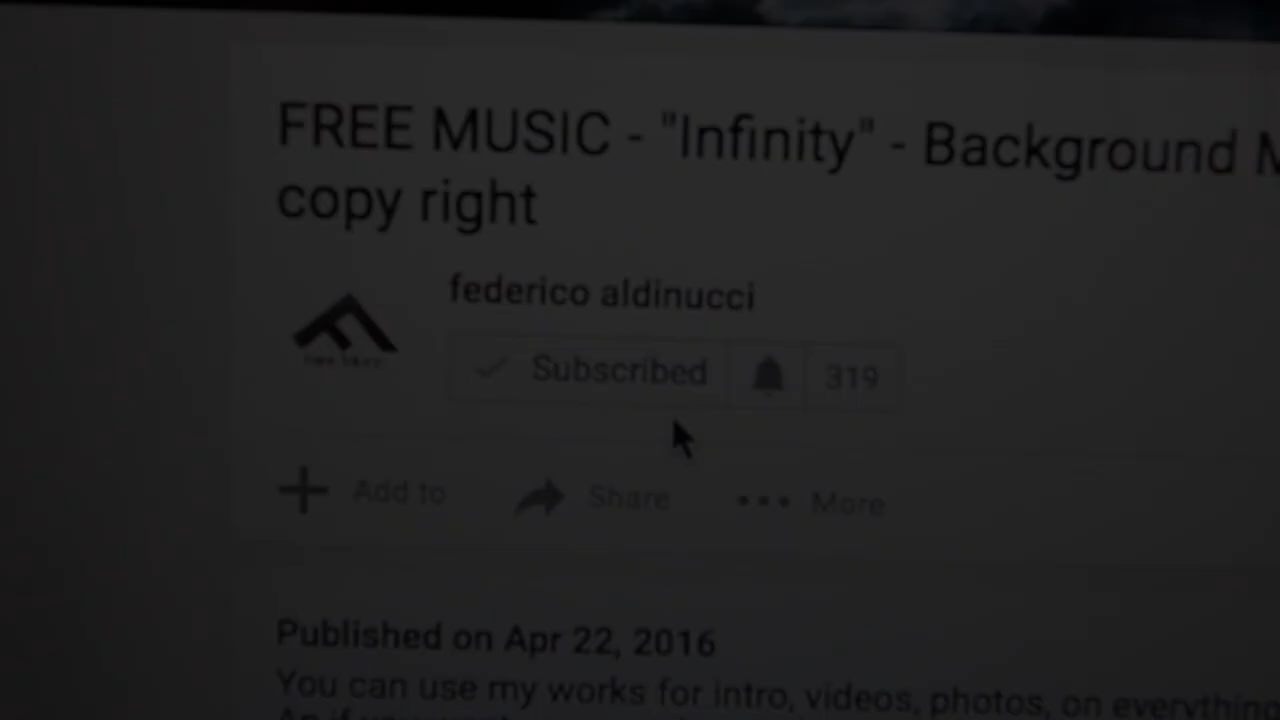 FREE MUSIC - "Infinity" - Background
copy right
federico aldinucci
Subscribed 319
Add to Share More
Published on Apr 22, 2016
You can use my works for intro, videos, photos, on everything